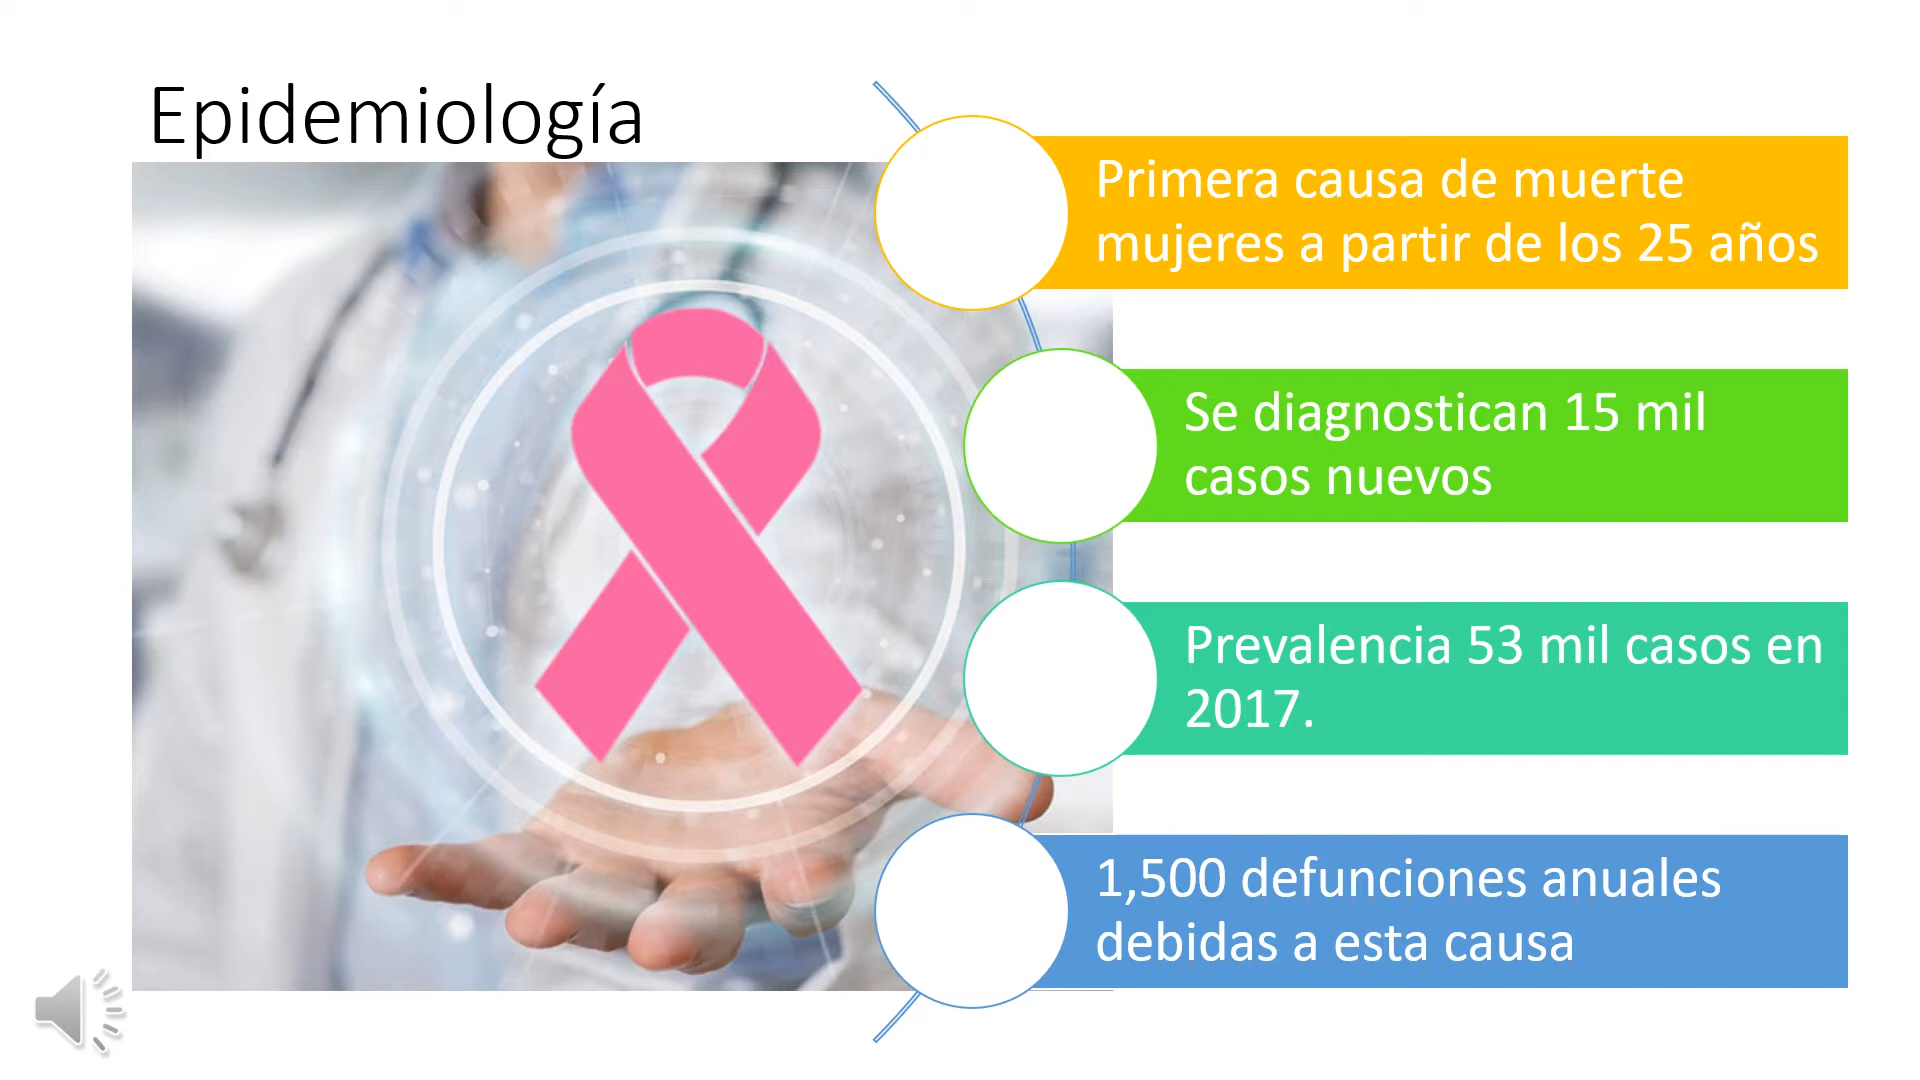 Epidemiología
Primera causa de muerte
mujeres a partir de los 25 años
Se diagnostican 15 mil
casos nuevos
Prevalencia 53 mil casos en
2017.
1,500 defunciones anuales
debidas a esta causa